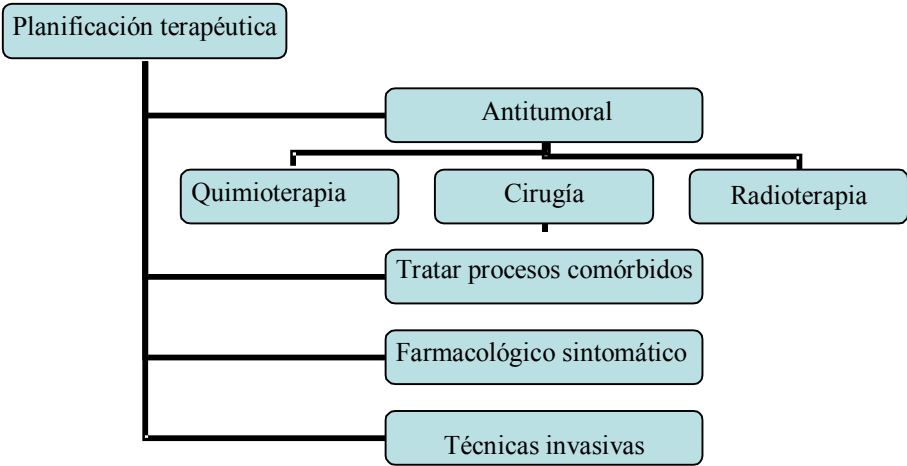 Planificación terapéutica
Antitumoral
Quimioterapia
Cirugía
Radioterapia
Tratar procesos comórbidos
Farmacológico sintomático
Técnicas invasivas